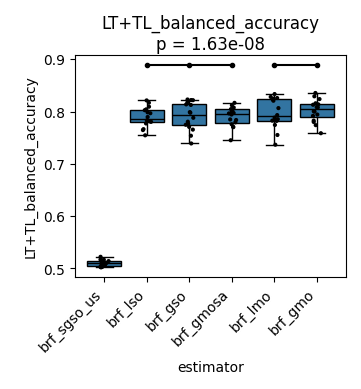 LT+TL_balanced_accuracy
p = 1.63e-08
LT+TL_balanced_accuracy
0.9
0.8
0.7
0.6
0.5
brf_sgso_us
brf_lso
brf_gso
brf_gmosa
brf_lmo
brf_gmo
estimator